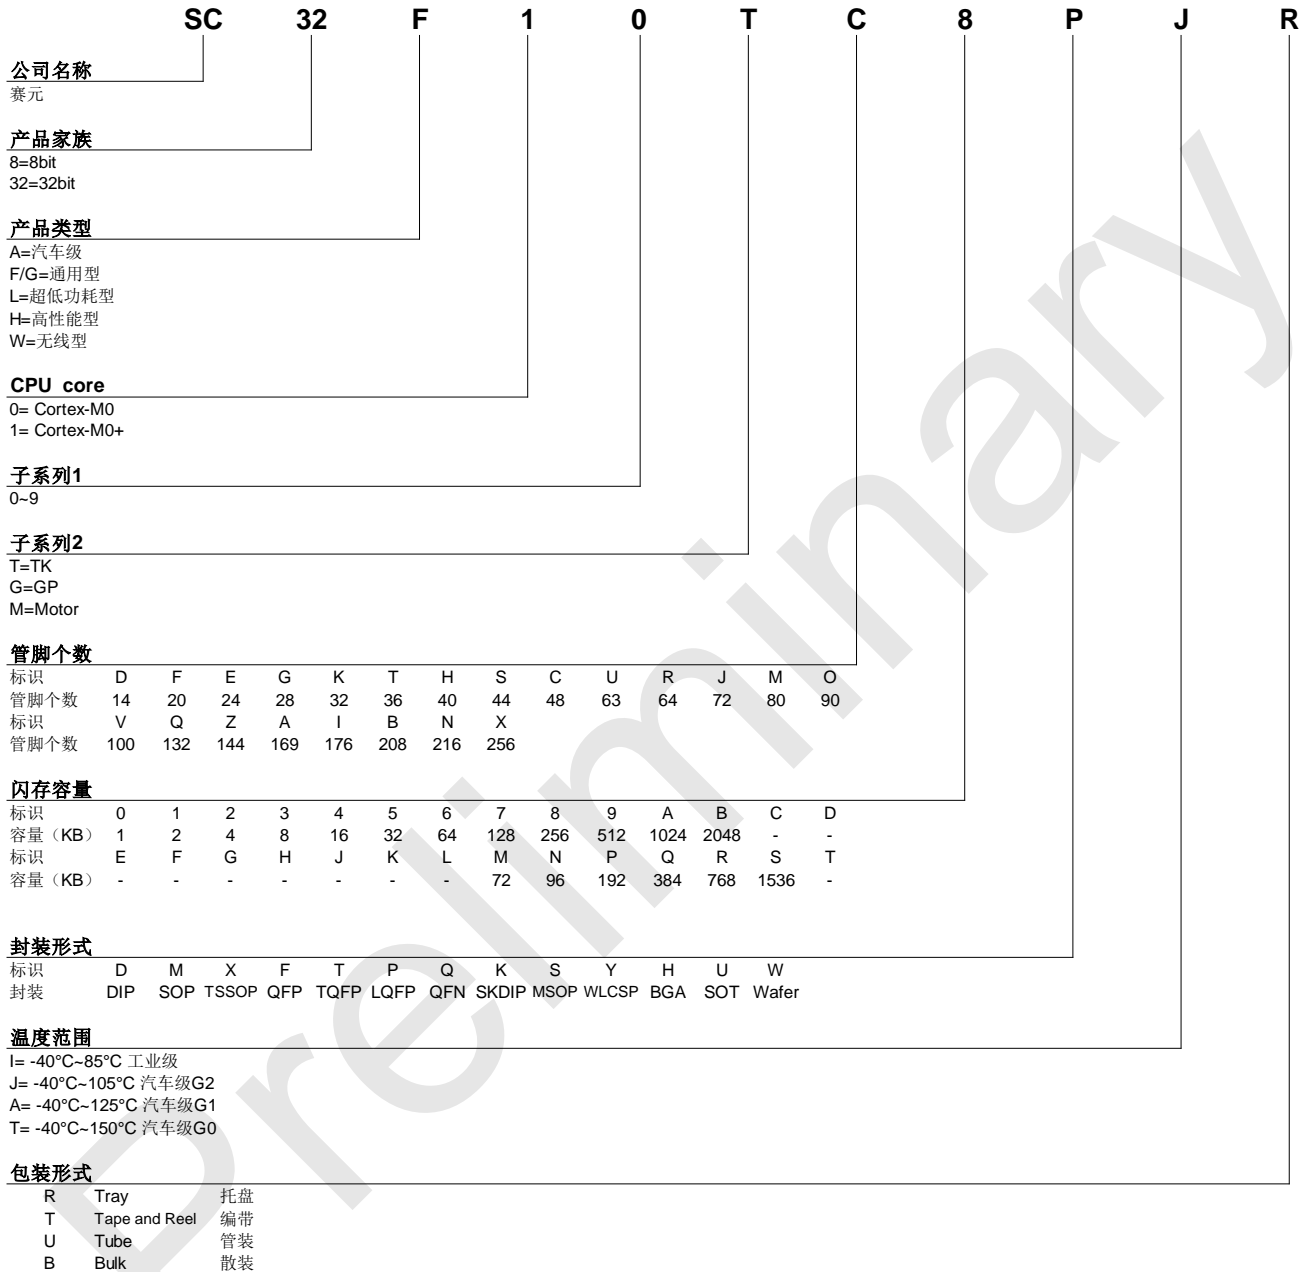 SC 32 F 1 0 T C 8 P J R
公司名称
赛元
产品家族
8=8bit
32=32bit
产品类型
A=汽车级
F/G=通用型
L=超低功耗型
H=高性能型
W=无线型
CPU core
0= Cortex-M0
1= Cortex-M0+
子系列1
0~9
子系列2
T=TK
G=GP
M=Motor
管脚个数
标识 D F E G K T H S C U R J M O
管脚个数 14 20 24 28 32 36 40 44 48 63 64 72 80 90
标识 V Q Z A I B N X
管脚个数 100 132 144 169 176 208 216 256
闪存容量
标识 0 1 2 3 4 5 6 7 8 9 A B C D
容量（KB） 1 2 4 8 16 32 64 128 256 512 1024 2048 - -
标识 E F G H J K L M N P Q R S T
容量（KB） - - - - - - - 72 96 192 384 768 1536 -
封装形式
标识 D M X F T P Q K S Y H U W
封装 DIP SOP TSSOP QFP TQFP LQFP QFN SKDIP MSOP WLCSP BGA SOT Wafer
温度范围
I= -40°C~85°C 工业级
J= -40°C~105°C 汽车级G2
A= -40°C~125°C 汽车级G1
T= -40°C~150°C 汽车级G0
包装形式
R Tray 托盘
T Tape and Reel 编带
U Tube 管装
B Bulk 散装
Preliminary